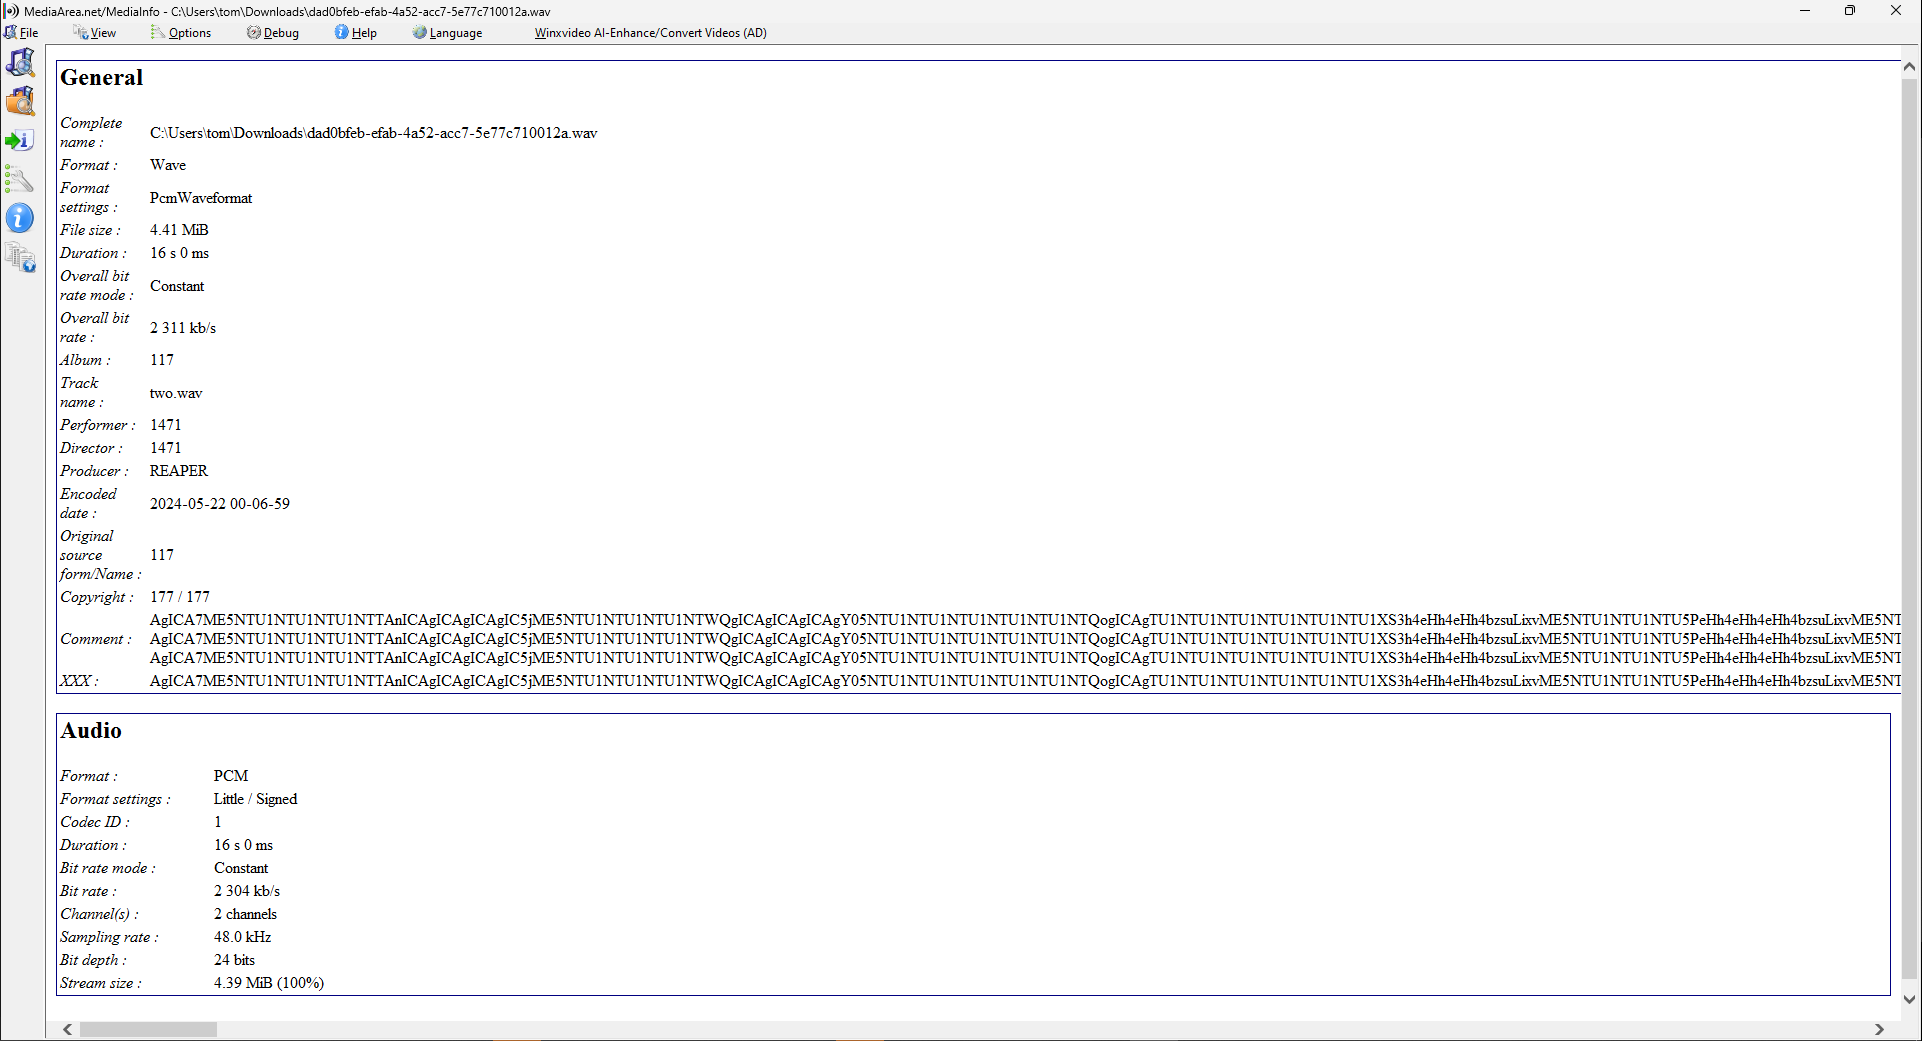 MediaArea.net/MediaInfo - C:\Users\tom\Downloads\dad0bfeb-efab-4a52-acc7-5e77c710012a.wav
File View Options Debug Help Language Winxvideo AI-Enhance/Convert Videos (AD)
General
Complete name : C:\Users\tom\Downloads\dad0bfeb-efab-4a52-acc7-5e77c710012a.wav
Format : Wave
Format settings : PcmWaveformat
File size : 4.41 MiB
Duration : 16 s 0 ms
Overall bit rate mode : Constant
Overall bit rate : 2 311 kb/s
Album : 117
Track name : two.wav
Performer : 1471
Director : 1471
Producer : REAPER
Encoded date : 2024-05-22 00-06-59
Original source form/Name : 117
Copyright : 177 / 177
AgICA7ME5NTU1NTU1NTU1NTTAnICAgICAgICAgIC5jME5NTU1NTU1NTU1NTWQgICAgICAgICAgY05NTU1NTU1NTU1NTU1NTQogICAgTU1NTU1NTU1NTU1NTU1NTU1XS3h4eHh4eHh4bzsuLixvME5NTU1NTU1NTU5PeHh4eHh4eHh4bzsuLixvME5NT
Comment : AgICA7ME5NTU1NTU1NTU1NTTAnICAgICAgICAgIC5jME5NTU1NTU1NTU1NTWQgICAgICAgICAgY05NTU1NTU1NTU1NTU1NTQogICAgTU1NTU1NTU1NTU1NTU1NTU1XS3h4eHh4eHh4bzsuLixvME5NTU1NTU1NTU5PeHh4eHh4eHh4bzsuLixvME5NT
AgICA7ME5NTU1NTU1NTU1NTTAnICAgICAgICAgIC5jME5NTU1NTU1NTU1NTWQgICAgICAgICAgY05NTU1NTU1NTU1NTU1NTQogICAgTU1NTU1NTU1NTU1NTU1NTU1XS3h4eHh4eHh4bzsuLixvME5NTU1NTU1NTU5PeHh4eHh4eHh4bzsuLixvME5NT
XXX : AgICA7ME5NTU1NTU1NTU1NTTAnICAgICAgICAgIC5jME5NTU1NTU1NTU1NTWQgICAgICAgICAgY05NTU1NTU1NTU1NTU1NTQogICAgTU1NTU1NTU1NTU1NTU1NTU1XS3h4eHh4eHh4bzsuLixvME5NTU1NTU1NTU5PeHh4eHh4eHh4bzsuLixvME5NT
Audio
Format : PCM
Format settings : Little / Signed
Codec ID : 1
Duration : 16 s 0 ms
Bit rate mode : Constant
Bit rate : 2 304 kb/s
Channel(s) : 2 channels
Sampling rate : 48.0 kHz
Bit depth : 24 bits
Stream size : 4.39 MiB (100%)